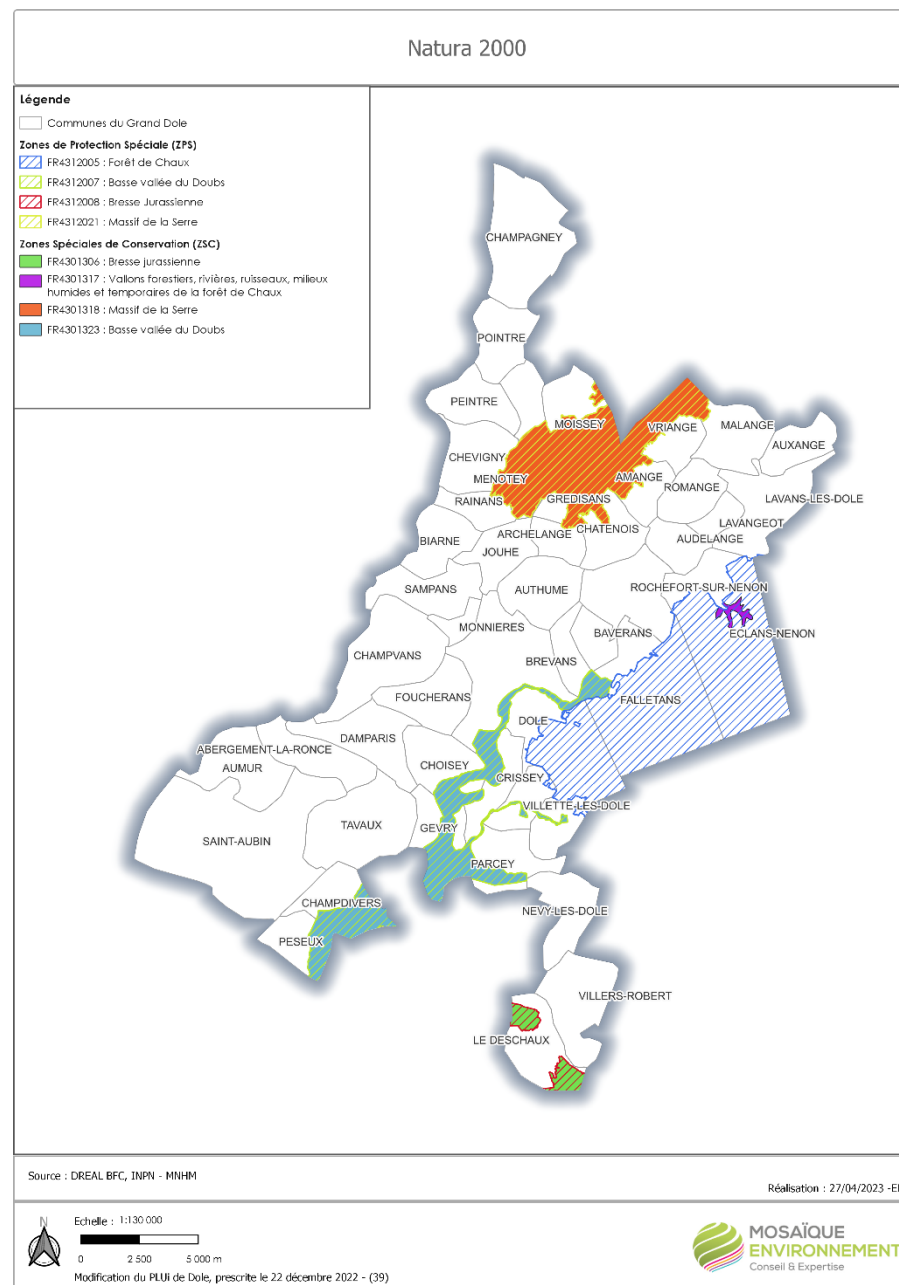 Natura 2000
Légende
Communes du Grand Dole
Zones de Protection Spéciale (ZPS)
FR4312005 : Forêt de Chaux
FR4312007 : Basse vallée du Doubs
FR4312008 : Bresse Jurassienne
FR4312021 : Massif de la Serre
Zones Spéciales de Conservation (ZSC)
FR4301306 : Bresse jurassienne
FR4301317 : Vallons forestiers, rivières, ruisseaux, milieux
humides et temporaires de la forêt de Chaux
FR4301318 : Massif de la Serre
FR4301323 : Basse vallée du Doubs
CHAMPAGNEY
POINTRE
PEINTRE
MOISSEY
VRIANGE
MALANGE
AUXANGE
CHEVIGNY
MENOTEY
AMANGE
ROMANGE
RAINANS
GREDISANS
LAVANS-LES-DOLE
LAVANGEOT
CHATENOIS
ARCHELANGE
AUDELANGE
BIARNE
JOUHE
SAMPANS
AUTHUME
ROCHEFORT-SUR-NENON
MONNIERES
BAVERANS
ECLANS-NENON
CHAMPVANS
BREVANS
FOUCHERANS
FALLETANS
DOLE
DAMPARIS
ABERGEMENT-LA-RONCE
AUMUR
CHOISEY
CRISSEY
VILLETTE-LES-DOLE
TAVAUX
GEVRY
SAINT-AUBIN
PARCEY
CHAMPDIVERS
NEVY-LES-DOLE
PESEUX
VILLERS-ROBERT
LE DESCHAUX
Source : DREAL BFC, INPN - MNHM
Réalisation : 27/04/2023 -E
N
Echelle : 1:130 000
0 2 500 5 000 m
Modification du PLUi de Dole, prescrite le 22 décembre 2022 - (39)
MOSAÏQUE
ENVIRONNEMENT
Conseil & Expertise